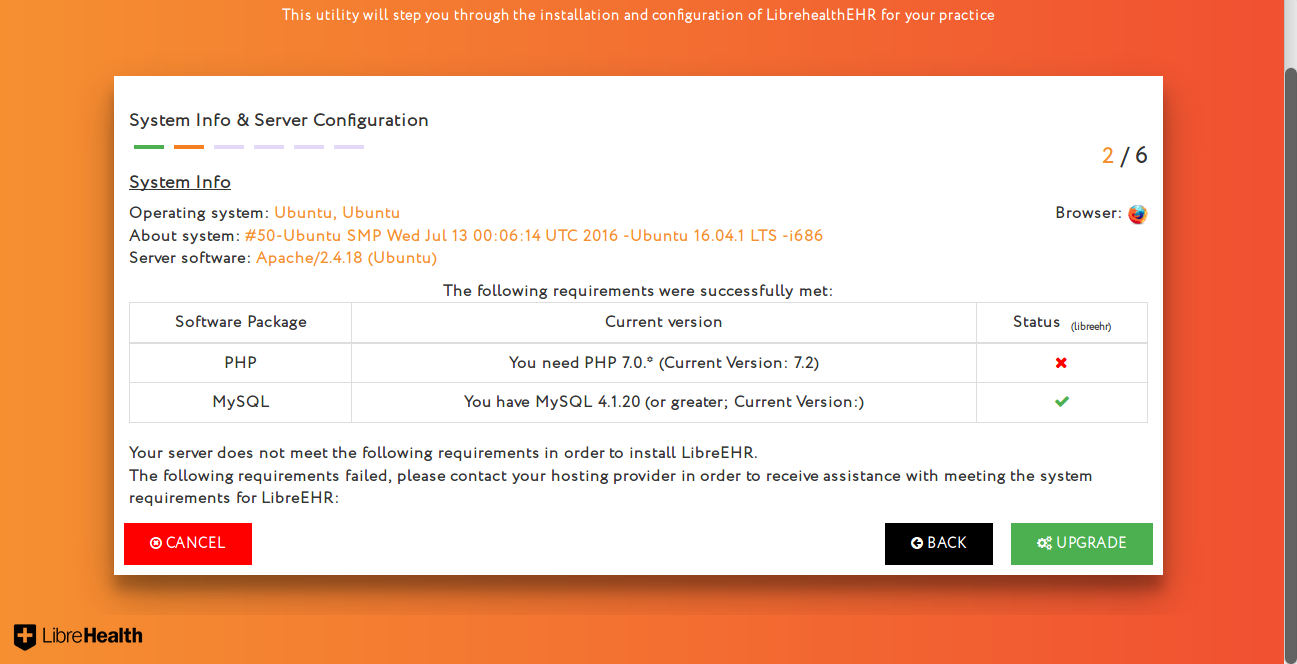 This utility will step you through the installation and configuration of LibrehealthEHR for your practice
System Info & Server Configuration
2 / 6
System Info
Operating system: Ubuntu, Ubuntu
Browser:
About system: #50-Ubuntu SMP Wed Jul 13 00:06:14 UTC 2016 -Ubuntu 16.04.1 LTS -i686
Server software: Apache/2.4.18 (Ubuntu)
The following requirements were successfully met:
Software Package Current version Status (libreehr)
PHP You need PHP 7.0.* (Current Version: 7.2)
MySQL You have MySQL 4.1.20 (or greater; Current Version:)
Your server does not meet the following requirements in order to install LibreEHR.
The following requirements failed, please contact your hosting provider in order to receive assistance with meeting the system
requirements for LibreEHR:
CANCEL BACK UPGRADE
LibreHealth